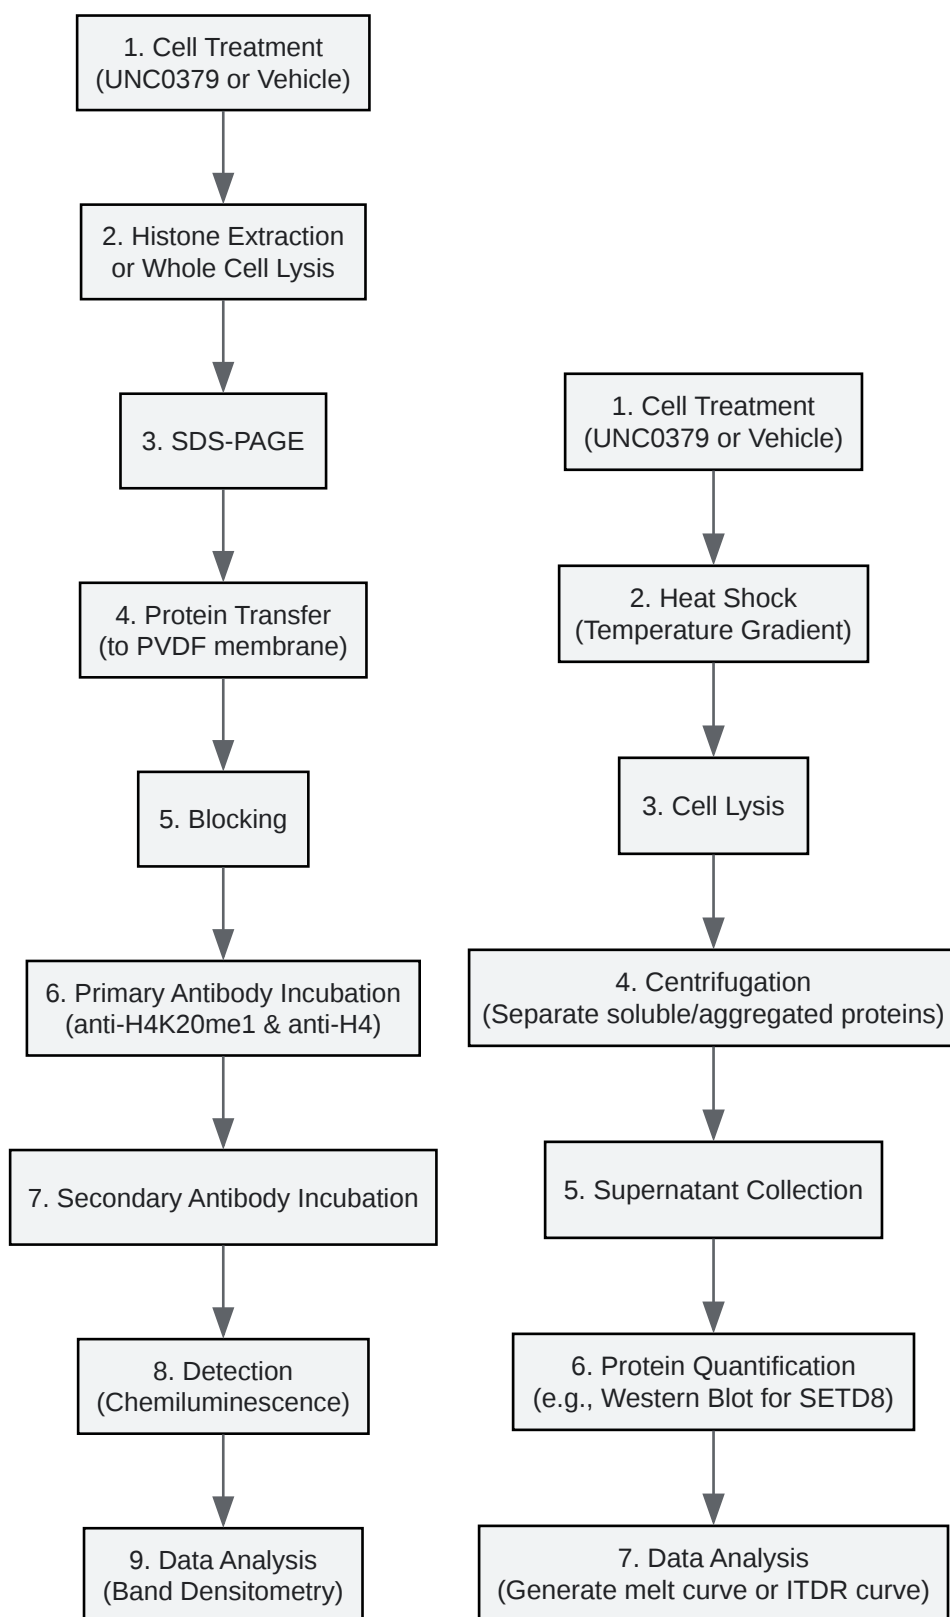 1. Cell Treatment
(UNC0379 or Vehicle)
2. Histone Extraction
or Whole Cell Lysis
3. SDS-PAGE
4. Protein Transfer
(to PVDF membrane)
5. Blocking
6. Primary Antibody Incubation
(anti-H4K20me1 & anti-H4)
7. Secondary Antibody Incubation
8. Detection
(Chemiluminescence)
9. Data Analysis
(Band Densitometry)
1. Cell Treatment
(UNC0379 or Vehicle)
2. Heat Shock
(Temperature Gradient)
3. Cell Lysis
4. Centrifugation
(Separate soluble/aggregated proteins)
5. Supernatant Collection
6. Protein Quantification
(e.g., Western Blot for SETD8)
7. Data Analysis
(Generate melt curve or ITDR curve)